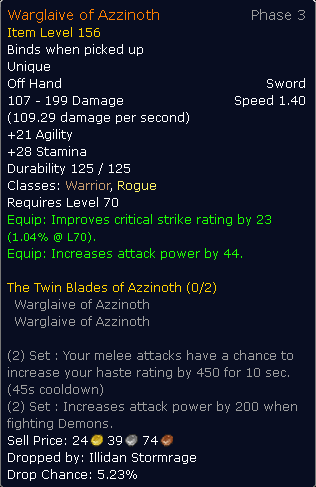 Warglaive of Azzinoth Phase 3
Item Level 156
Binds when picked up
Unique
Off Hand Sword
107 - 199 Damage Speed 1.40
(109.29 damage per second)
+21 Agility
+28 Stamina
Durability 125 / 125
Classes: Warrior, Rogue
Requires Level 70
Equip: Improves critical strike rating by 23
(1.04% @ L70).
Equip: Increases attack power by 44.
The Twin Blades of Azzinoth (0/2)
Warglaive of Azzinoth
Warglaive of Azzinoth
(2) Set : Your melee attacks have a chance to
increase your haste rating by 450 for 10 sec.
(45s cooldown)
(2) Set : Increases attack power by 200 when
fighting Demons.
Sell Price: 24 39 74
Dropped by: Illidan Stormrage
Drop Chance: 5.23%